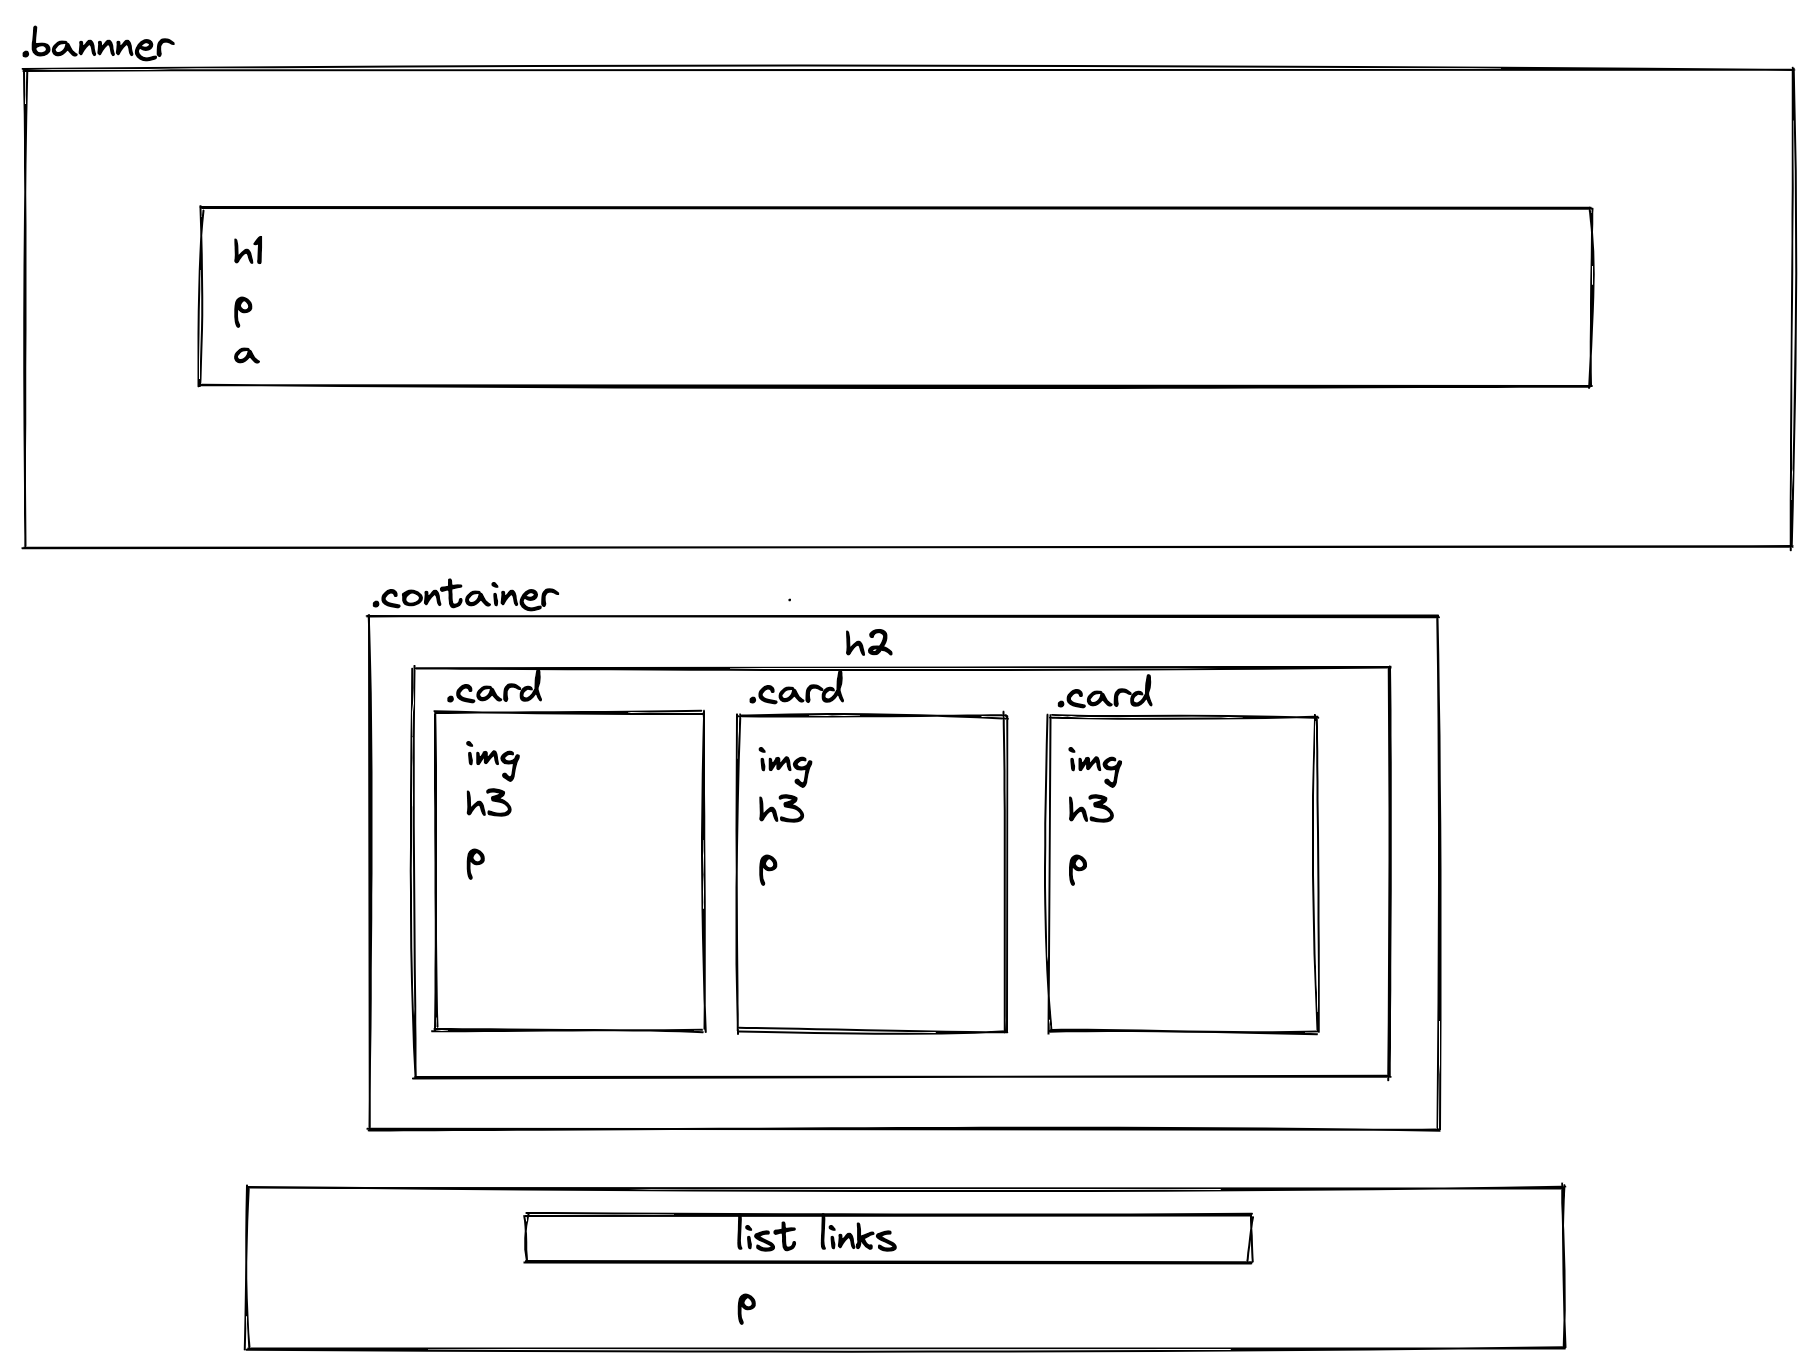 .bannner
h1
p
a
.container
h2
.card .card .card
img img img
h3 h3 h3
p p p
list links
p